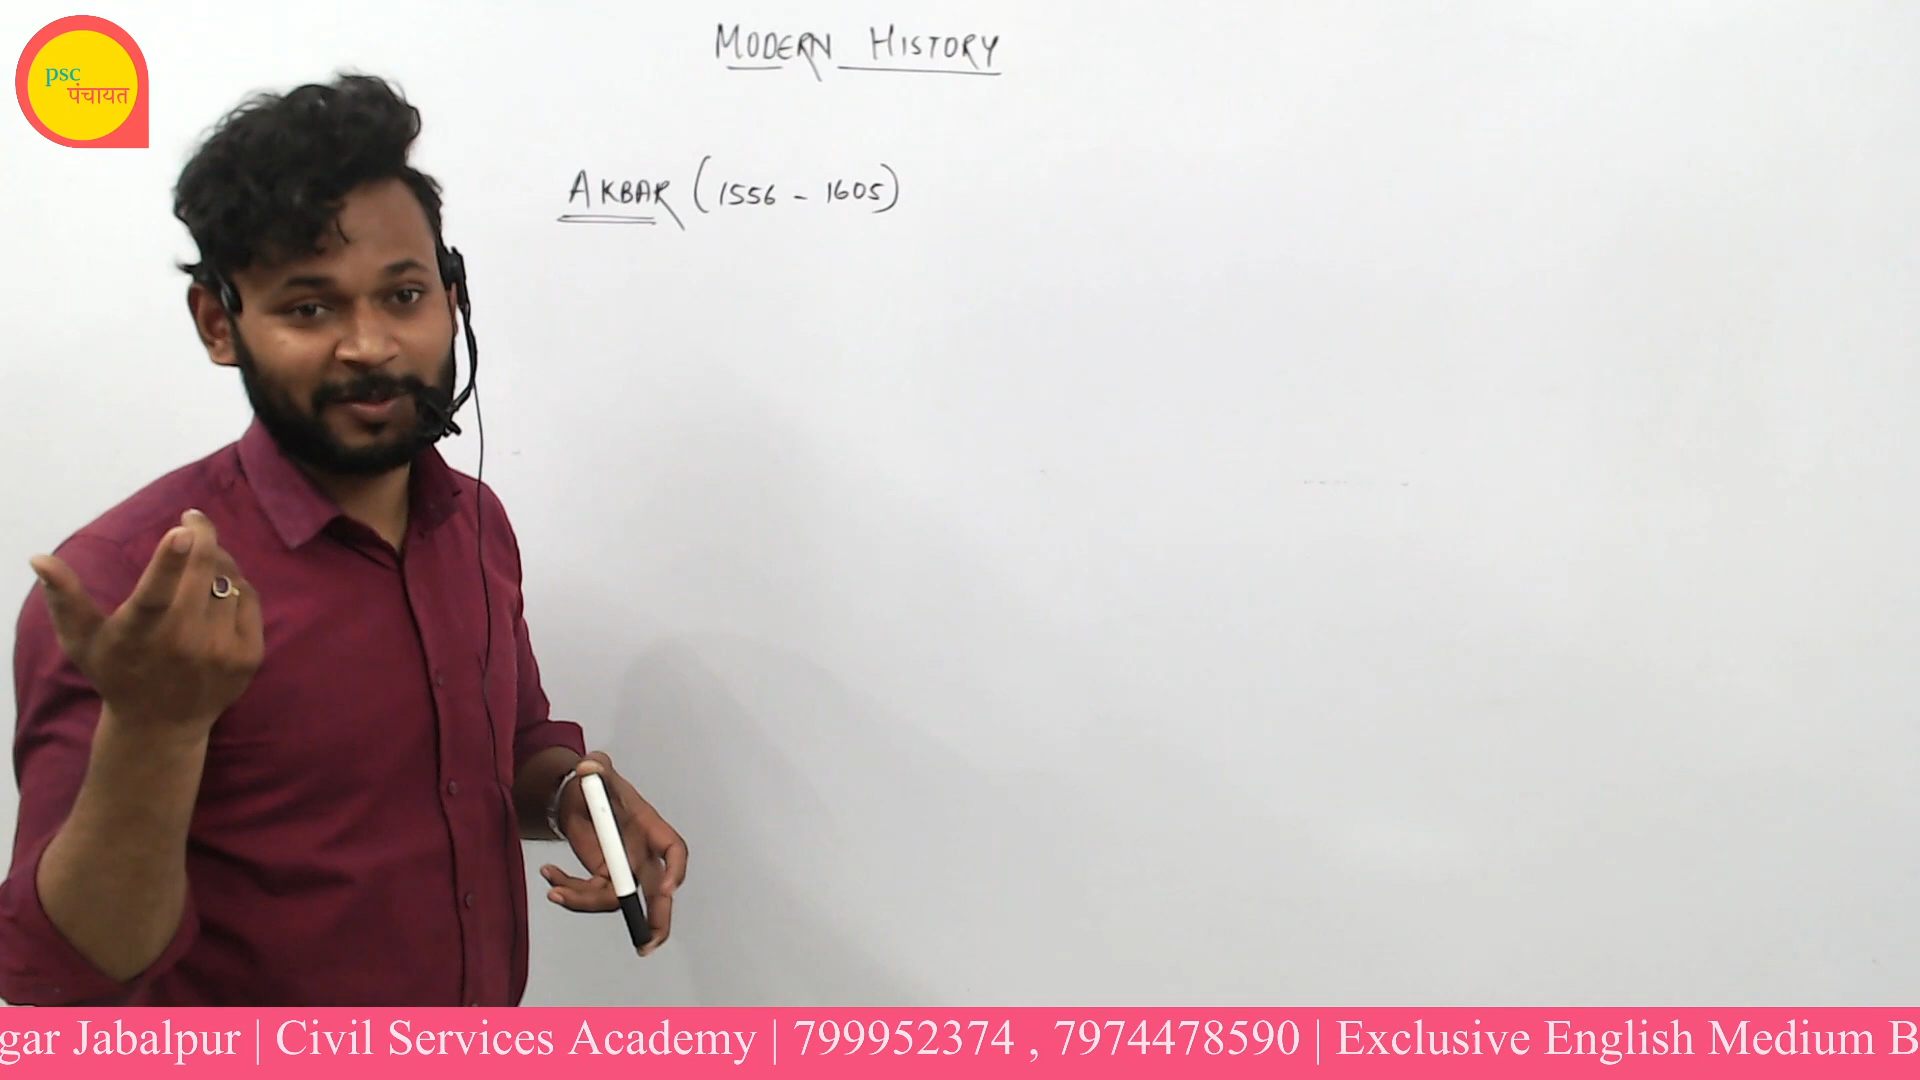 psc
पंचायत
MODERN HISTORY
AKBAR (1556 - 1605)
gar Jabalpur | Civil Services Academy | 799952374 , 7974478590 | Exclusive English Medium B